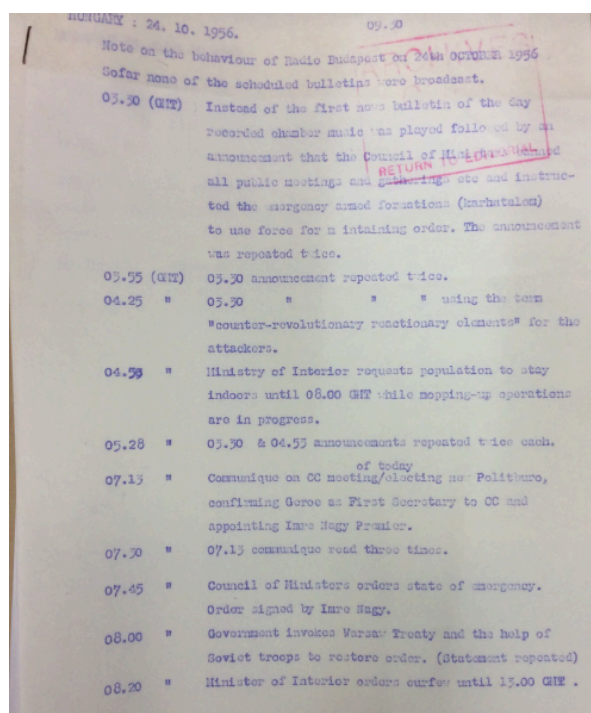 HUNGARY : 24. 10. 1956. 09.30
Note on the behaviour of Radio Budapest on 24th OCTOBER 1956
Sofar none of the scheduled bulletins were broadcast.
03.30 (GMT) Instead of the first news bulletin of the day
recorded chamber music was played followed by an
announcement that the Council of Ministers banned
all public meetings and gatherings etc and instruc-
ted the emergency armed formations (karhatalom)
to use force for maintaining order. The announcement
was repeated twice.
03.55 (GMT) 03.30 announcement repeated twice.
04.25 " 03.30 " " " using the term
"counter-revolutionary reactionary elements" for the
attackers.
04.53 " Ministry of Interior requests population to stay
indoors until 08.00 GMT while mopping-up operations
are in progress.
05.28 " 03.30 & 04.53 announcements repeated twice each.
of today
07.13 " Communique on CC meeting/electing new Politburo,
confirming Geroe as First Secretary to CC and
appointing Imre Nagy Premier.
07.30 " 07.13 communique read three times.
07.45 " Council of Ministers orders state of emergency.
Order signed by Imre Nagy.
08.00 " Government invokes Warsaw Treaty and the help of
Soviet troops to restore order. (Statement repeated)
08.20 " Minister of Interior orders curfew until 13.00 GMT .
ARCHIVES
RETURN TO EDITORIAL